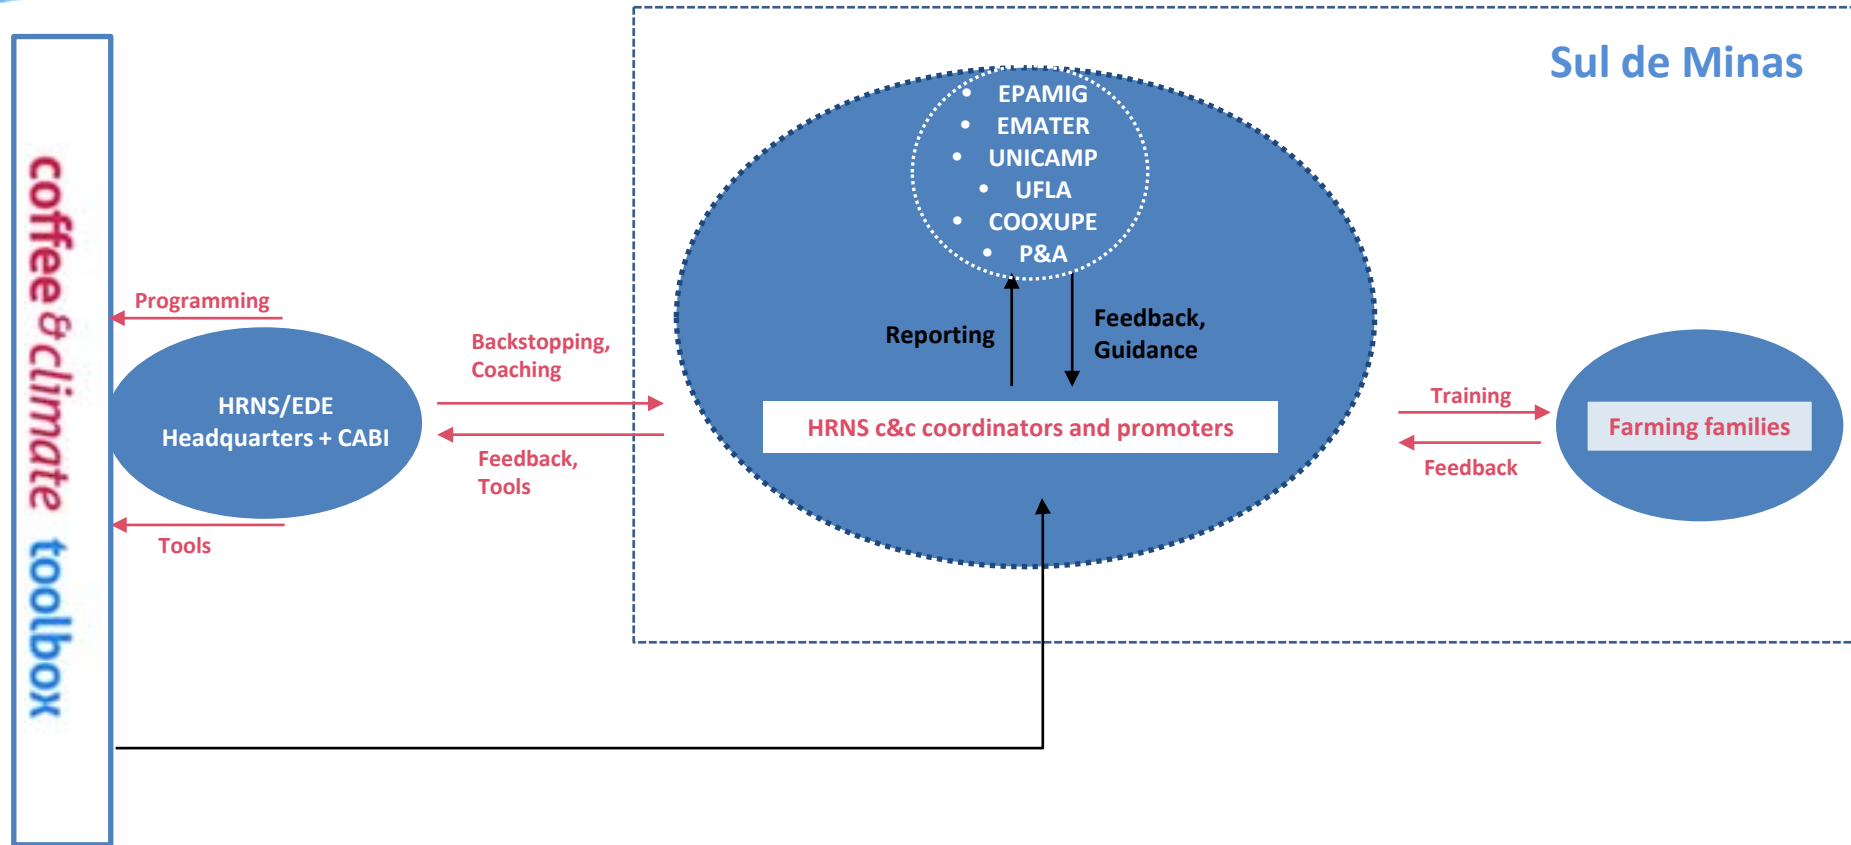 Sul de Minas
coffee & climate toolbox
• EPAMIG
• EMATER
• UNICAMP
• UFLA
• COOXUPE
• P&A
Programming
HRNS/EDE
Headquarters + CABI
Tools
Backstopping,
Coaching
Feedback,
Tools
Reporting
Feedback,
Guidance
HRNS c&c coordinators and promoters
Training
Feedback
Farming families